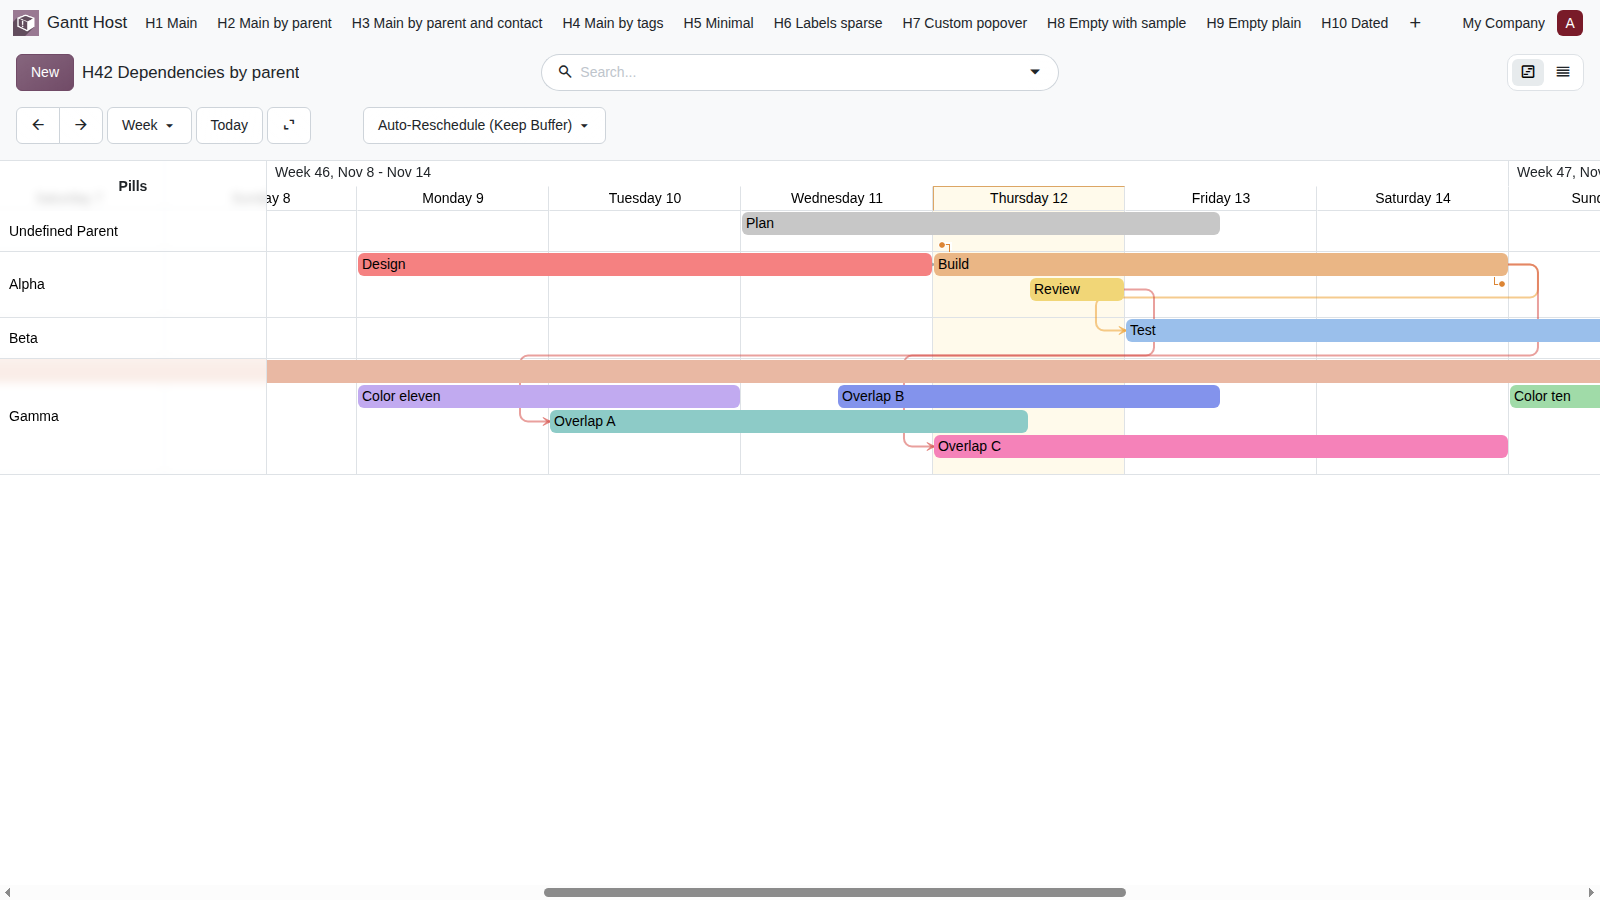 Gantt Host H1 Main H2 Main by parent H3 Main by parent and contact H4 Main by tags H5 Minimal H6 Labels sparse H7 Custom popover H8 Empty with sample H9 Empty plain H10 Dated + My Company A
New H42 Dependencies by parent Search...
Week Today Auto-Reschedule (Keep Buffer)
Week 46, Nov 8 - Nov 14 Week 47, Nov
Pills
ay 8 Monday 9 Tuesday 10 Wednesday 11 Thursday 12 Friday 13 Saturday 14 Sund
Undefined Parent Plan
Alpha Design Build
Review
Beta Test
Gamma Color eleven Overlap B Color ten
Overlap A
Overlap C